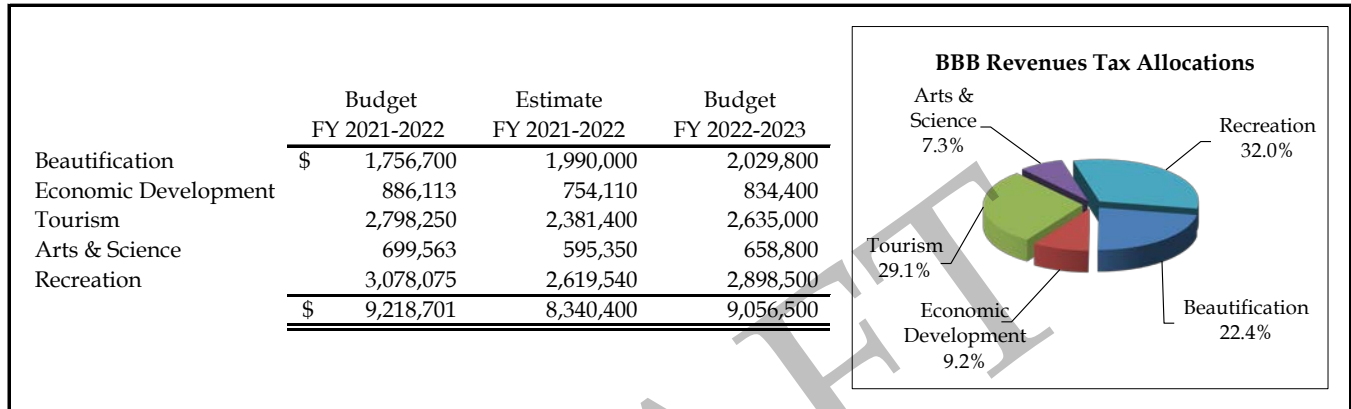 Budget Estimate Budget
FY 2021-2022 FY 2021-2022 FY 2022-2023
Beautification $ 1,756,700 1,990,000 2,029,800
Economic Development 886,113 754,110 834,400
Tourism 2,798,250 2,381,400 2,635,000
Arts & Science 699,563 595,350 658,800
Recreation 3,078,075 2,619,540 2,898,500
$ 9,218,701 8,340,400 9,056,500
BBB Revenues Tax Allocations
Arts &
Science
7.3%
Recreation
32.0%
Tourism
29.1%
Economic
Development
9.2%
Beautification
22.4%